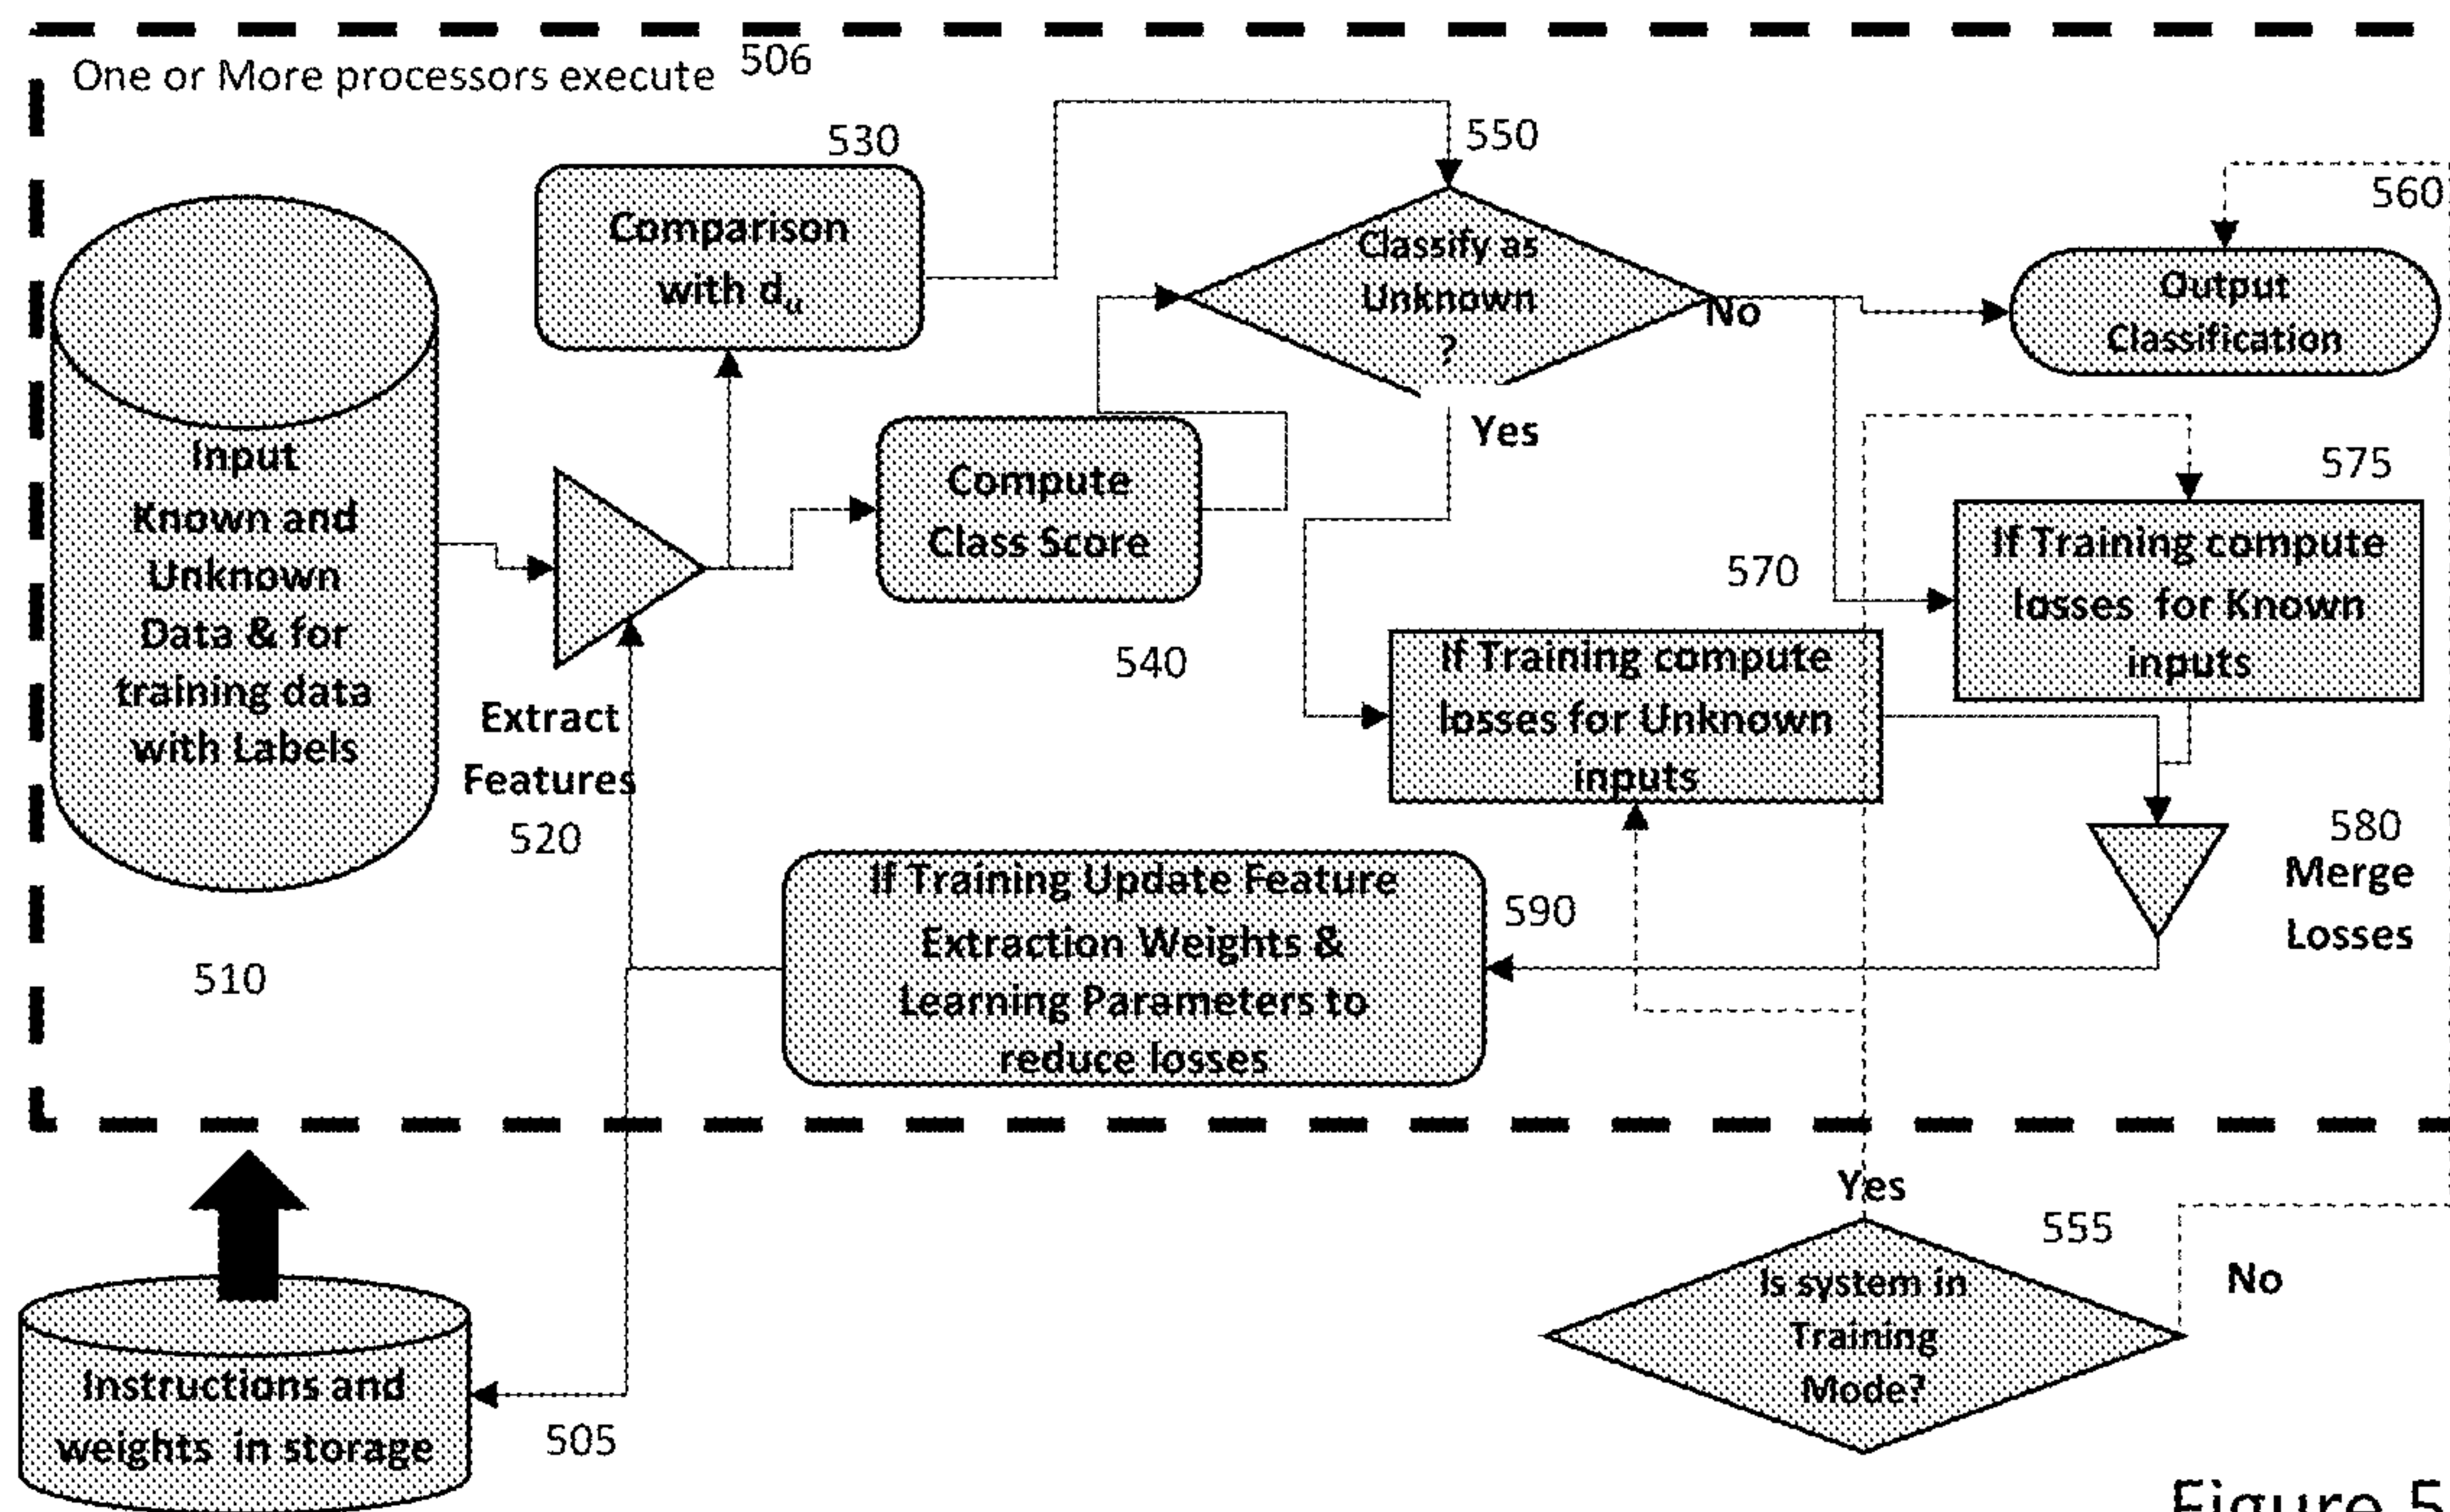 One or More processors execute 506
530
550
560
Comparison
with du
Classify as
Unknown
?
No
Yes
Output
Classification
Input
Known and
Unknown
Data & for
training data
with Labels
510
Extract
Features
520
Compute
Class Score
540
575
If Training compute
losses for Known
inputs
570
If Training compute
losses for Unknown
inputs
580
Merge
Losses
If Training Update Feature
Extraction Weights &
Learning Parameters to
reduce losses
590
Yes
555
Is system in
Training
Mode?
No
Instructions and
weights in storage
505
Figure 5